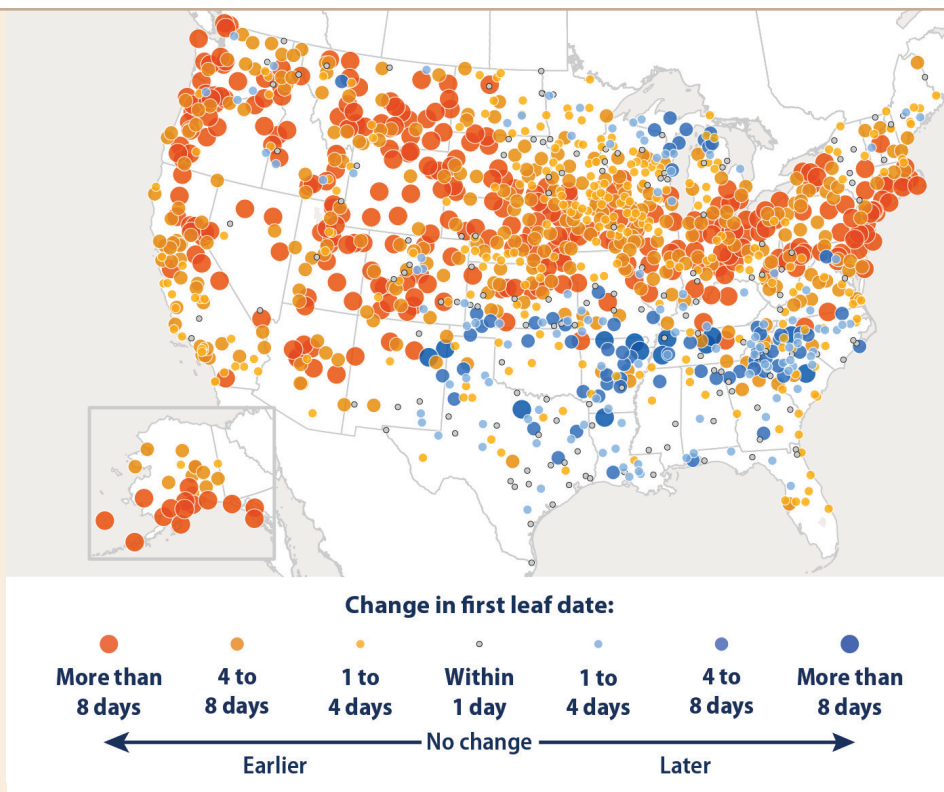 Change in first leaf date:
More than
8 days
4 to
8 days
1 to
4 days
Within
1 day
1 to
4 days
4 to
8 days
More than
8 days
No change
Earlier
Later